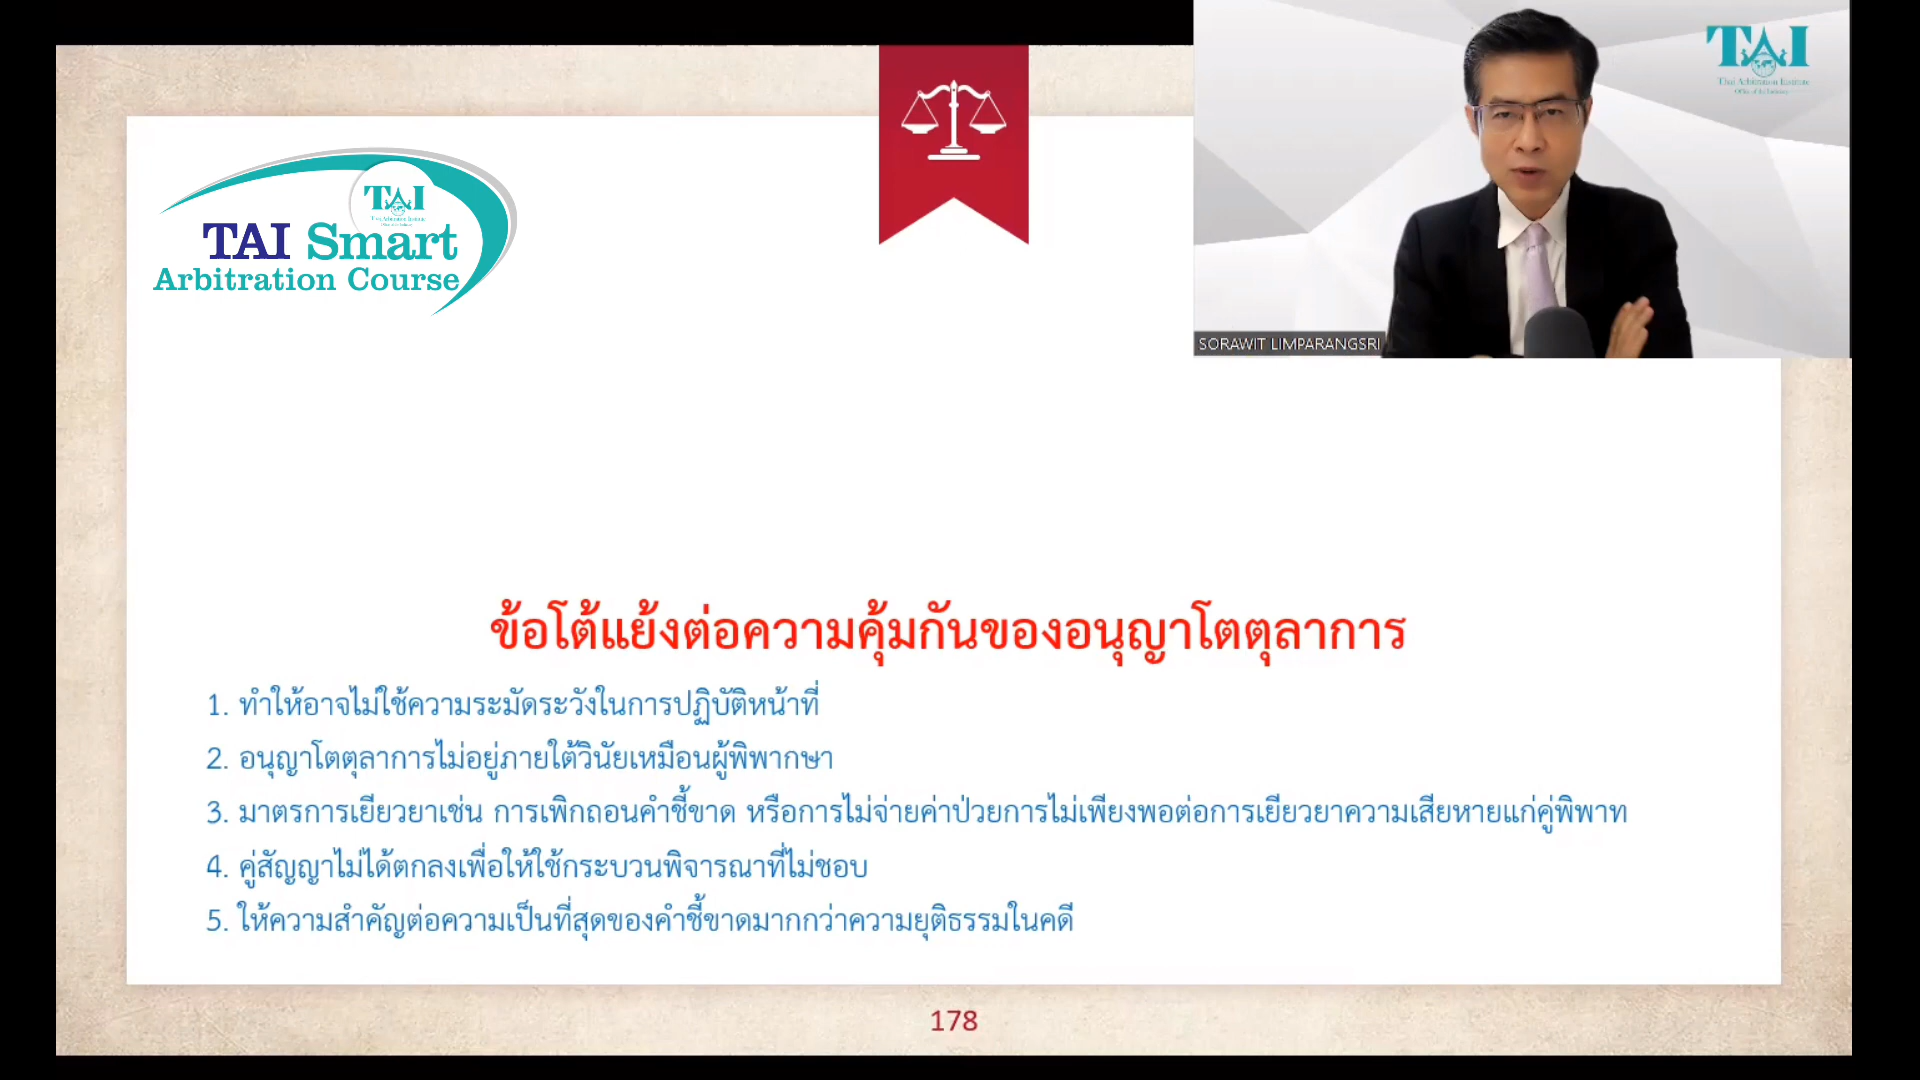 TAI
Thai Arbitration Institute
TAI
TAI Smart
Arbitration Course
SORAWIT LIMPARANGSRI
ข้อโต้แย้งต่อความคุ้มกันของอนุญาโตตุลาการ
1. ทำให้อาจไม่ใช้ความระมัดระวังในการปฏิบัติหน้าที่
2. อนุญาโตตุลาการไม่อยู่ภายใต้วินัยเหมือนผู้พิพากษา
3. มาตรการเยียวยาเช่น การเพิกถอนคำชี้ขาด หรือการไม่จ่ายค่าป่วยการไม่เพียงพอต่อการเยียวยาความเสียหายแก่คู่พิพาท
4. คู่สัญญาไม่ได้ตกลงเพื่อให้ใช้กระบวนพิจารณาที่ไม่ชอบ
5. ให้ความสำคัญต่อความเป็นที่สุดของคำชี้ขาดมากกว่าความยุติธรรมในคดี
178